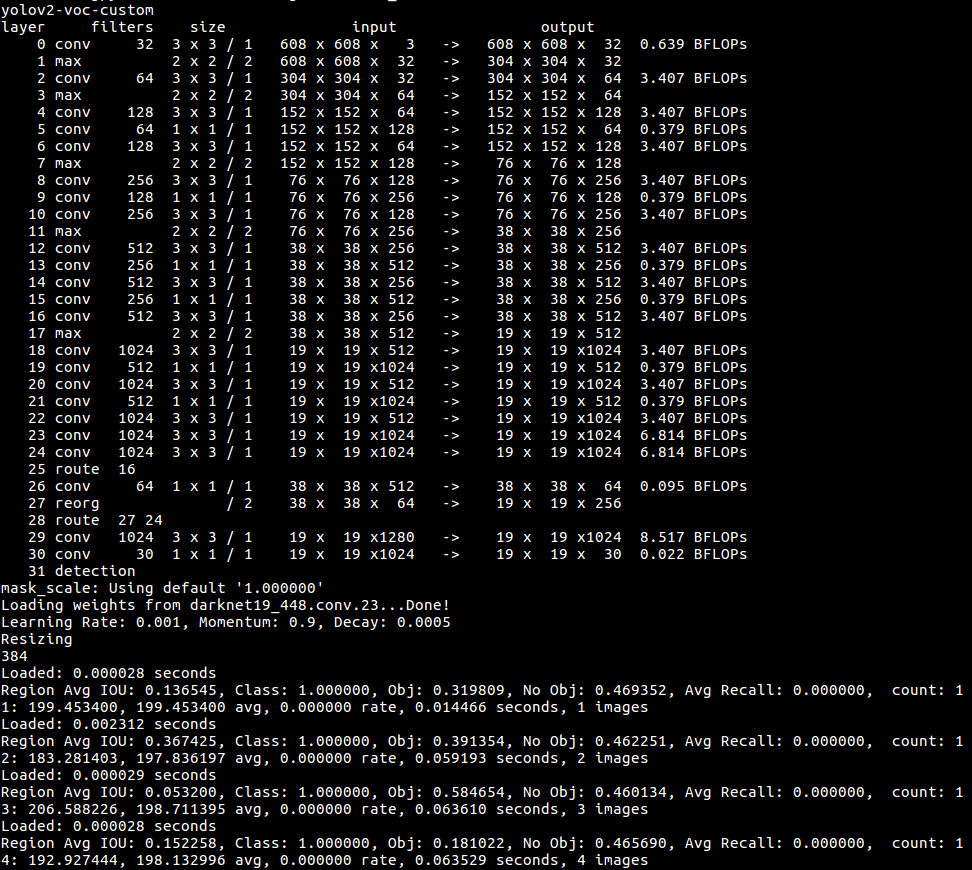 yolov2-voc-custom
layer     filters    size              input                output
    0 conv     32  3 x 3 / 1   608 x 608 x   3   ->   608 x 608 x  32  0.639 BFLOPs
    1 max          2 x 2 / 2   608 x 608 x  32   ->   304 x 304 x  32
    2 conv     64  3 x 3 / 1   304 x 304 x  32   ->   304 x 304 x  64  3.407 BFLOPs
    3 max          2 x 2 / 2   304 x 304 x  64   ->   152 x 152 x  64
    4 conv    128  3 x 3 / 1   152 x 152 x  64   ->   152 x 152 x 128  3.407 BFLOPs
    5 conv     64  1 x 1 / 1   152 x 152 x 128   ->   152 x 152 x  64  0.379 BFLOPs
    6 conv    128  3 x 3 / 1   152 x 152 x  64   ->   152 x 152 x 128  3.407 BFLOPs
    7 max          2 x 2 / 2   152 x 152 x 128   ->    76 x  76 x 128
    8 conv    256  3 x 3 / 1    76 x  76 x 128   ->    76 x  76 x 256  3.407 BFLOPs
    9 conv    128  1 x 1 / 1    76 x  76 x 256   ->    76 x  76 x 128  0.379 BFLOPs
   10 conv    256  3 x 3 / 1    76 x  76 x 128   ->    76 x  76 x 256  3.407 BFLOPs
   11 max          2 x 2 / 2    76 x  76 x 256   ->    38 x  38 x 256
   12 conv    512  3 x 3 / 1    38 x  38 x 256   ->    38 x  38 x 512  3.407 BFLOPs
   13 conv    256  1 x 1 / 1    38 x  38 x 512   ->    38 x  38 x 256  0.379 BFLOPs
   14 conv    512  3 x 3 / 1    38 x  38 x 256   ->    38 x  38 x 512  3.407 BFLOPs
   15 conv    256  1 x 1 / 1    38 x  38 x 512   ->    38 x  38 x 256  0.379 BFLOPs
   16 conv    512  3 x 3 / 1    38 x  38 x 256   ->    38 x  38 x 512  3.407 BFLOPs
   17 max          2 x 2 / 2    38 x  38 x 512   ->    19 x  19 x 512
   18 conv   1024  3 x 3 / 1    19 x  19 x 512   ->    19 x  19 x1024  3.407 BFLOPs
   19 conv    512  1 x 1 / 1    19 x  19 x1024   ->    19 x  19 x 512  0.379 BFLOPs
   20 conv   1024  3 x 3 / 1    19 x  19 x 512   ->    19 x  19 x1024  3.407 BFLOPs
   21 conv    512  1 x 1 / 1    19 x  19 x1024   ->    19 x  19 x 512  0.379 BFLOPs
   22 conv   1024  3 x 3 / 1    19 x  19 x 512   ->    19 x  19 x1024  3.407 BFLOPs
   23 conv   1024  3 x 3 / 1    19 x  19 x1024   ->    19 x  19 x1024  6.814 BFLOPs
   24 conv   1024  3 x 3 / 1    19 x  19 x1024   ->    19 x  19 x1024  6.814 BFLOPs
   25 route  16
   26 conv     64  1 x 1 / 1    38 x  38 x 512   ->    38 x  38 x  64  0.095 BFLOPs
   27 reorg              / 2    38 x  38 x  64   ->    19 x  19 x 256
   28 route  27 24
   29 conv   1024  3 x 3 / 1    19 x  19 x1280   ->    19 x  19 x1024  8.517 BFLOPs
   30 conv     30  1 x 1 / 1    19 x  19 x1024   ->    19 x  19 x  30  0.022 BFLOPs
   31 detection
mask_scale: Using default '1.000000'
Loading weights from darknet19_448.conv.23...Done!
Learning Rate: 0.001, Momentum: 0.9, Decay: 0.0005
Resizing
384
Loaded: 0.000028 seconds
Region Avg IOU: 0.136545, Class: 1.000000, Obj: 0.319809, No Obj: 0.469352, Avg Recall: 0.000000,  count: 1
1: 199.453400, 199.453400 avg, 0.000000 rate, 0.014466 seconds, 1 images
Loaded: 0.002312 seconds
Region Avg IOU: 0.367425, Class: 1.000000, Obj: 0.391354, No Obj: 0.462251, Avg Recall: 0.000000,  count: 1
2: 183.281403, 197.836197 avg, 0.000000 rate, 0.059193 seconds, 2 images
Loaded: 0.000029 seconds
Region Avg IOU: 0.053200, Class: 1.000000, Obj: 0.584654, No Obj: 0.460134, Avg Recall: 0.000000,  count: 1
3: 206.588226, 198.711395 avg, 0.000000 rate, 0.063610 seconds, 3 images
Loaded: 0.000028 seconds
Region Avg IOU: 0.152258, Class: 1.000000, Obj: 0.181022, No Obj: 0.465690, Avg Recall: 0.000000,  count: 1
4: 192.927444, 198.132996 avg, 0.000000 rate, 0.063529 seconds, 4 images